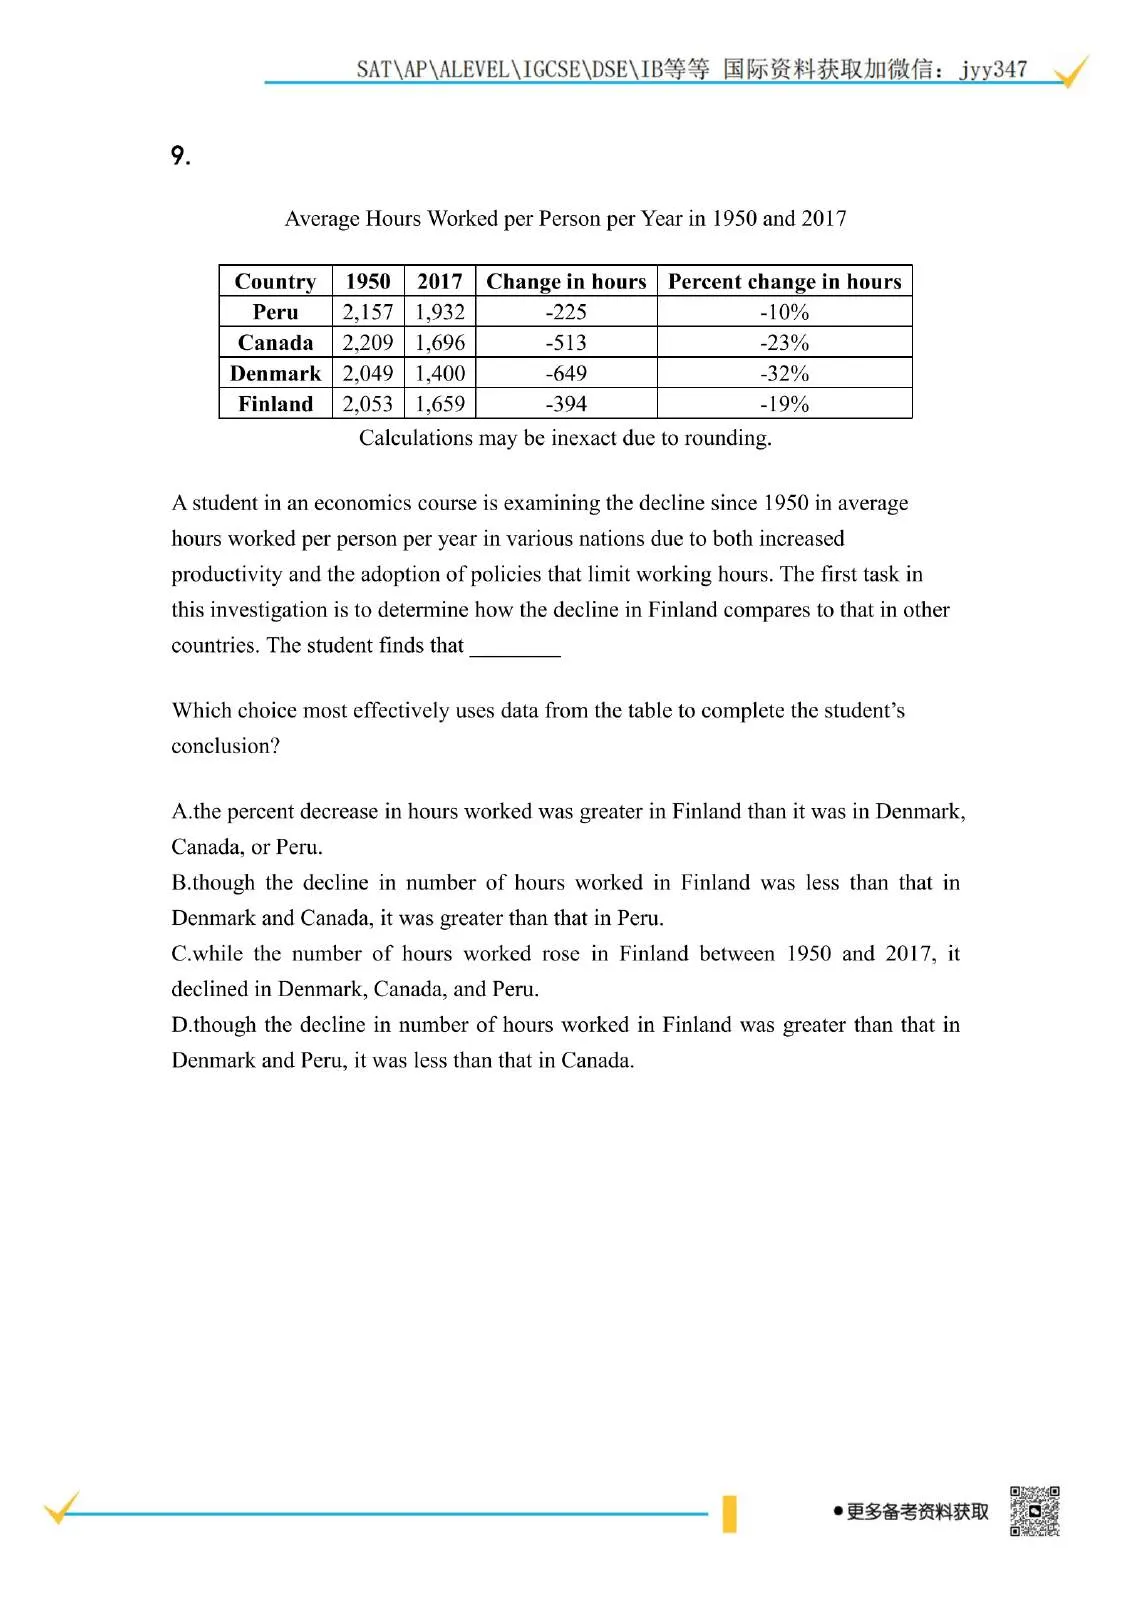 SAT\AP\ALEVEL\IGCSE\DSE\IB等等 国际资料获取加微信：jyy347
9.
Average Hours Worked per Person per Year in 1950 and 2017
Country 1950 2017 Change in hours Percent change in hours
Peru 2,157 1,932 -225 -10%
Canada 2,209 1,696 -513 -23%
Denmark 2,049 1,400 -649 -32%
Finland 2,053 1,659 -394 -19%
Calculations may be inexact due to rounding.
A student in an economics course is examining the decline since 1950 in average
hours worked per person per year in various nations due to both increased
productivity and the adoption of policies that limit working hours. The first task in
this investigation is to determine how the decline in Finland compares to that in other
countries. The student finds that ________
Which choice most effectively uses data from the table to complete the student’s
conclusion?
A.the percent decrease in hours worked was greater in Finland than it was in Denmark,
Canada, or Peru.
B.though the decline in number of hours worked in Finland was less than that in
Denmark and Canada, it was greater than that in Peru.
C.while the number of hours worked rose in Finland between 1950 and 2017, it
declined in Denmark, Canada, and Peru.
D.though the decline in number of hours worked in Finland was greater than that in
Denmark and Peru, it was less than that in Canada.
●更多备考资料获取